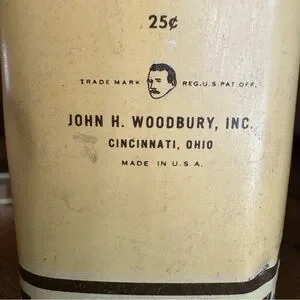 25¢
TRADE MARK REG.U.S.PAT.OFF.
JOHN H. WOODBURY, INC.
CINCINNATI, OHIO
MADE IN U.S.A.